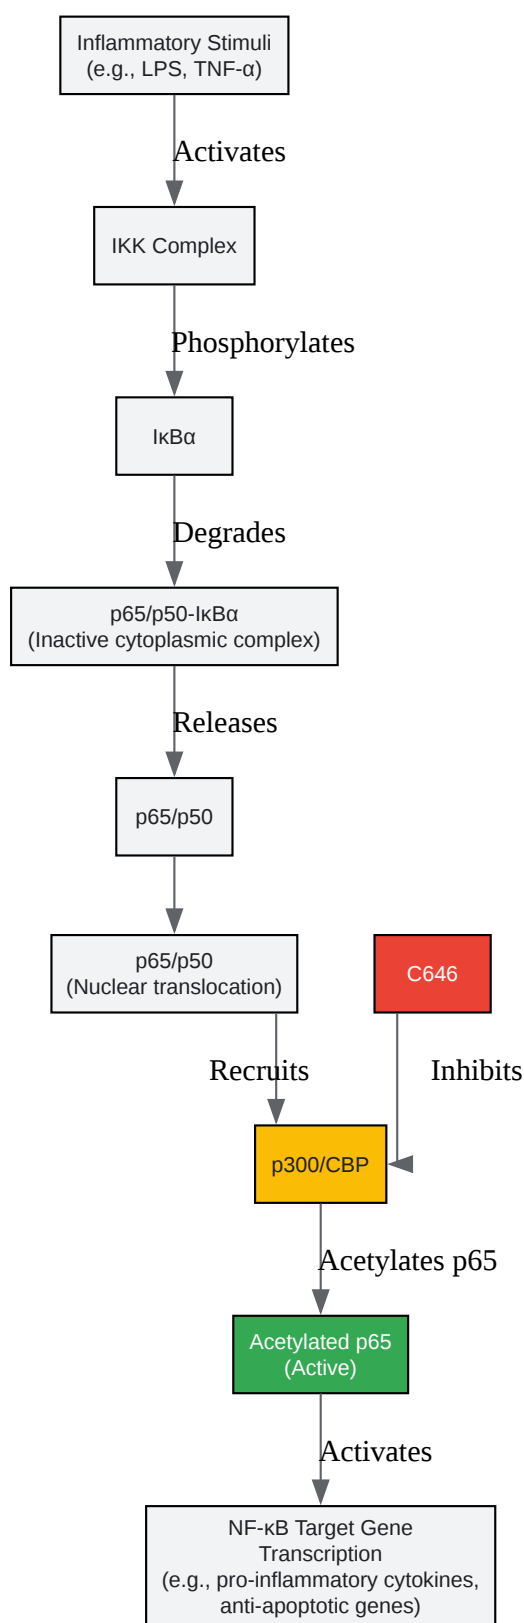 Inflammatory Stimuli
(e.g., LPS, TNF-α)
Activates
IKK Complex
Phosphorylates
IκBα
Degrades
p65/p50-IκBα
(Inactive cytoplasmic complex)
Releases
p65/p50
p65/p50
(Nuclear translocation)
C646
Recruits
Inhibits
p300/CBP
Acetylates p65
Acetylated p65
(Active)
Activates
NF-κB Target Gene
Transcription
(e.g., pro-inflammatory cytokines,
anti-apoptotic genes)